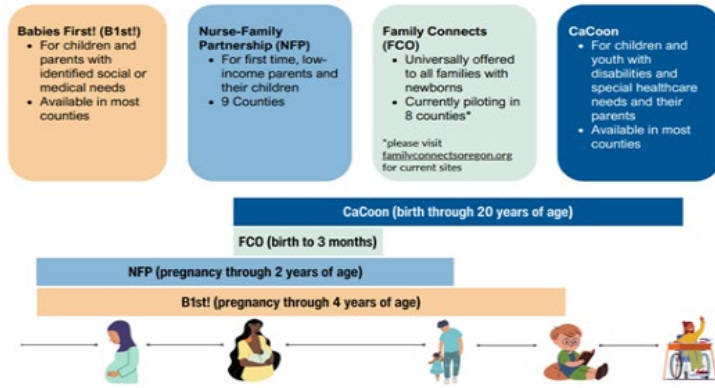 Babies First! (B1st!)
• For children and
parents with
identified social or
medical needs
• Available in most
counties
Nurse-Family
Partnership (NFP)
• For first time, low-
income parents and
their children
• 9 Counties
Family Connects
(FCO)
• Universally offered
to all families with
newborns
• Currently piloting in
8 counties*
*please visit
familyconnectsoregon.org
for current sites
CaCoon
• For children and
youth with
disabilities and
special healthcare
needs and their
parents
• Available in most
counties
CaCoon (birth through 20 years of age)
FCO (birth to 3 months)
NFP (pregnancy through 2 years of age)
B1st! (pregnancy through 4 years of age)